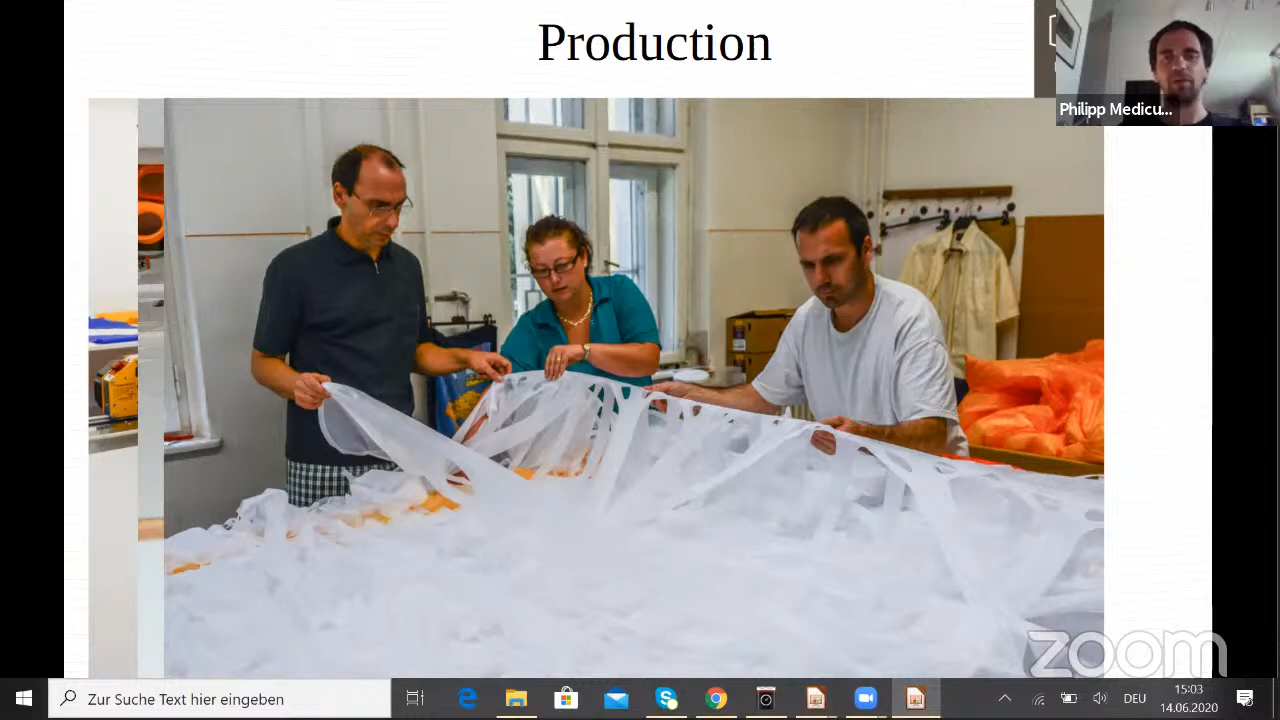 Production
Philipp Medicu...
zoom
Zur Suche Text hier eingeben
DEU
15:03
14.06.2020